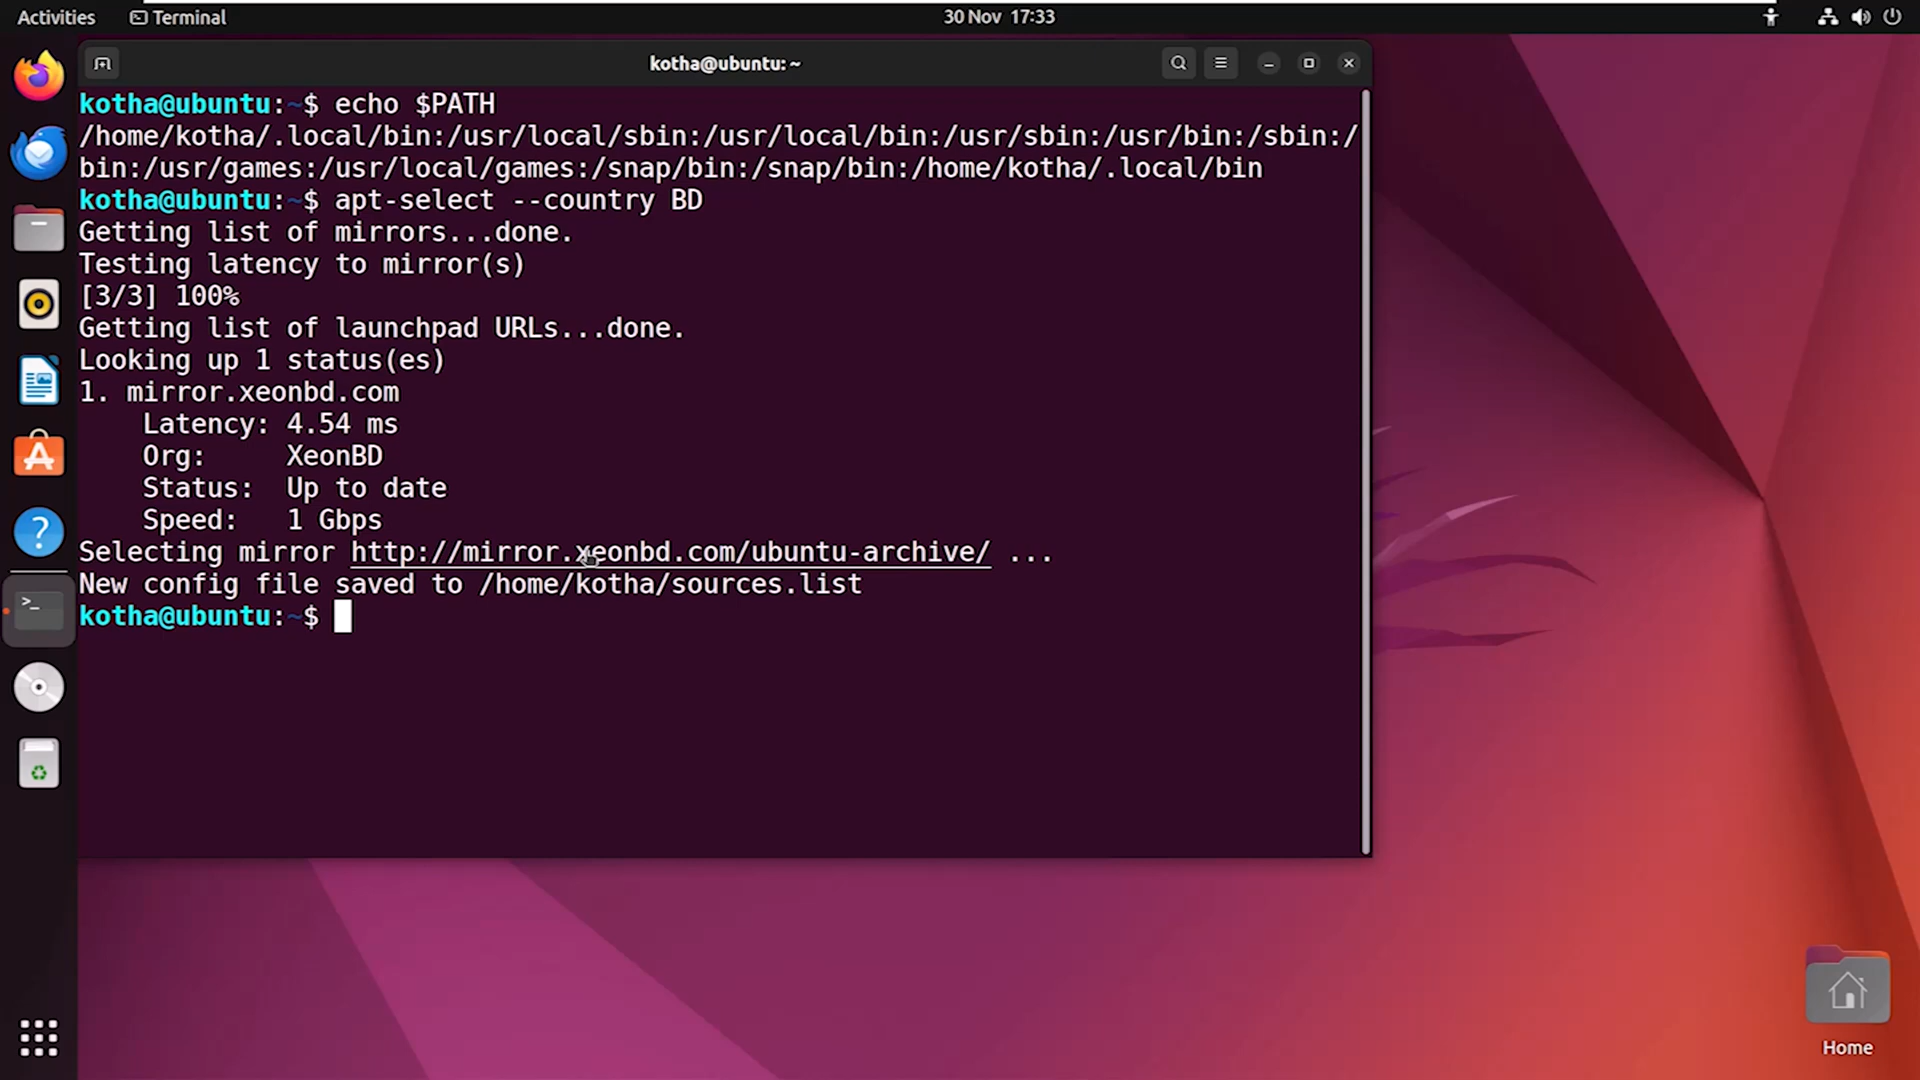 Activities
Terminal
30 Nov 17:33
kotha@ubuntu: ~
kotha@ubuntu:~$ echo $PATH
/home/kotha/.local/bin:/usr/local/sbin:/usr/local/bin:/usr/sbin:/usr/bin:/sbin:/
bin:/usr/games:/usr/local/games:/snap/bin:/snap/bin:/home/kotha/.local/bin
kotha@ubuntu:~$ apt-select --country BD
Getting list of mirrors...done.
Testing latency to mirror(s)
[3/3] 100%
Getting list of launchpad URLs...done.
Looking up 1 status(es)
1. mirror.xeonbd.com
Latency: 4.54 ms
Org: XeonBD
Status: Up to date
Speed: 1 Gbps
Selecting mirror http://mirror.xeonbd.com/ubuntu-archive/ ...
New config file saved to /home/kotha/sources.list
kotha@ubuntu:~$
Home